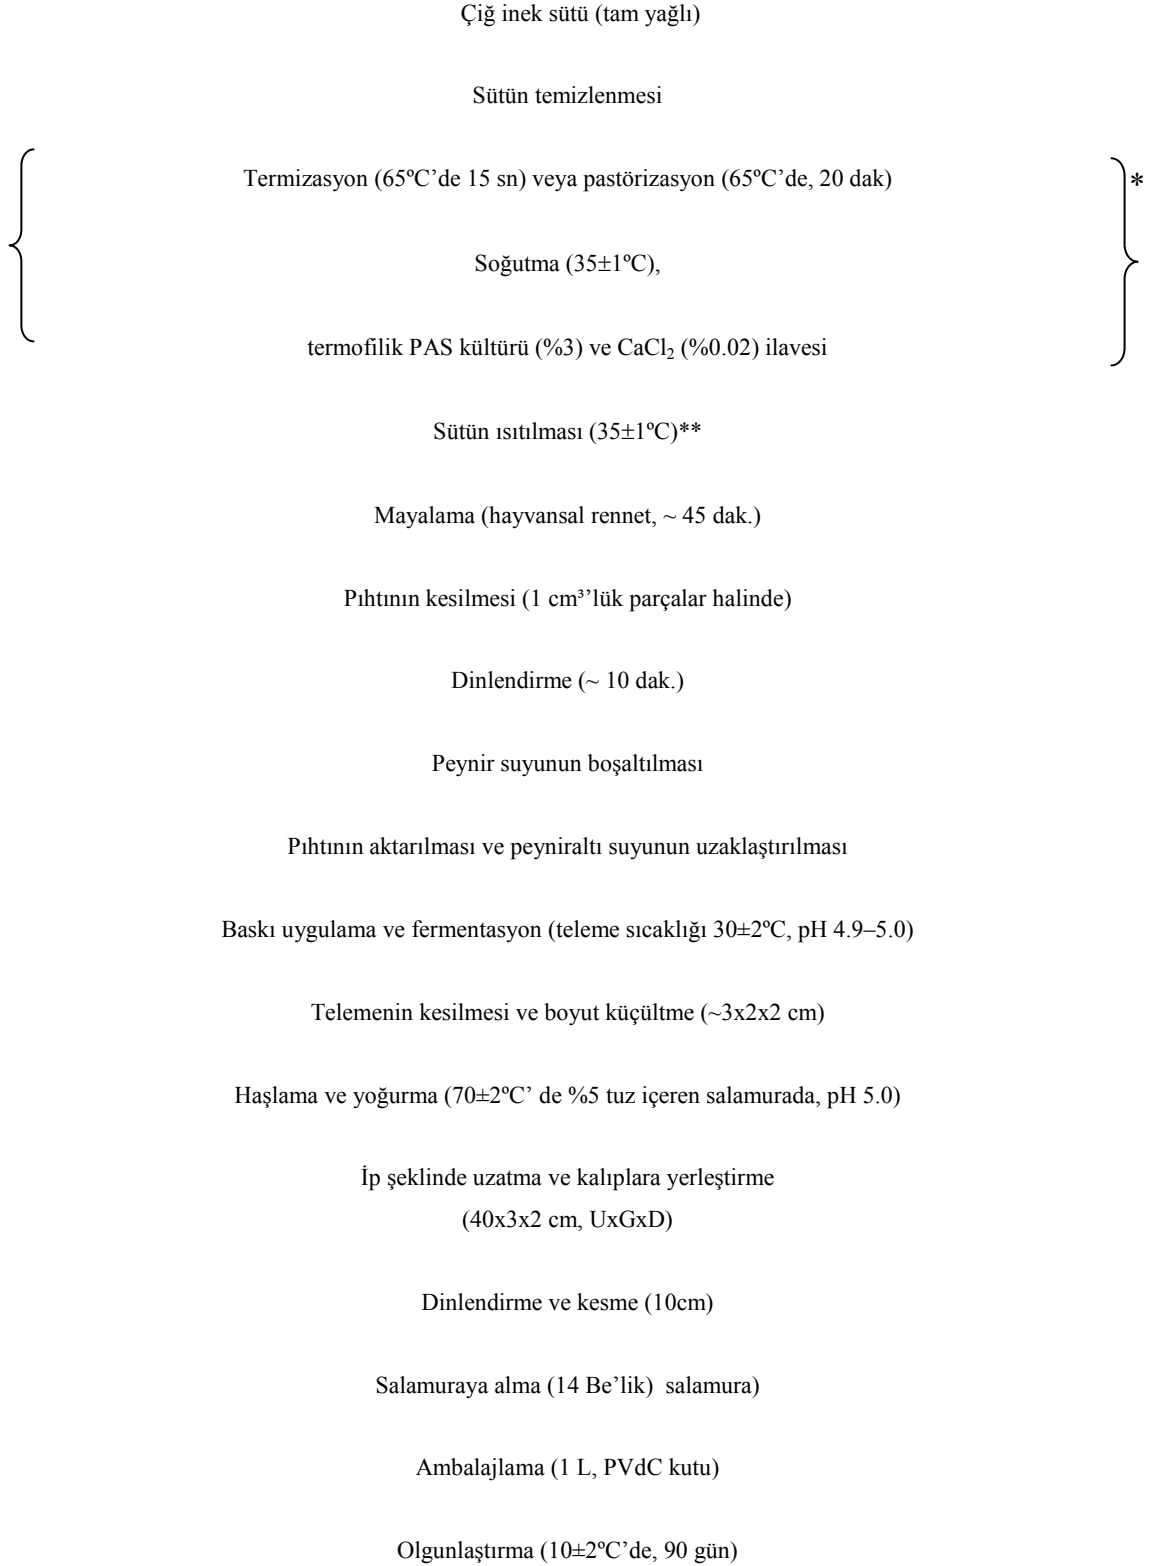 Çiğ inek sütü (tam yağlı)
Sütün temizlenmesi
Termizasyon (65ºC’de 15 sn) veya pastörizasyon (65ºC’de, 20 dak)
*
Soğutma (35±1ºC),
termofilik PAS kültürü (%3) ve CaCl₂ (%0.02) ilavesi
Sütün ısıtılması (35±1ºC)**
Mayalama (hayvansal rennet, ~ 45 dak.)
Pıhtının kesilmesi (1 cm³’lük parçalar halinde)
Dinlendirme (~ 10 dak.)
Peynir suyunun boşaltılması
Pıhtının aktarılması ve peyniraltı suyunun uzaklaştırılması
Baskı uygulama ve fermentasyon (teleme sıcaklığı 30±2ºC, pH 4.9–5.0)
Telemenin kesilmesi ve boyut küçültme (~3x2x2 cm)
Haşlama ve yoğurma (70±2ºC’ de %5 tuz içeren salamurada, pH 5.0)
İp şeklinde uzatma ve kalıplara yerleştirme
(40x3x2 cm, UxGxD)
Dinlendirme ve kesme (10cm)
Salamuraya alma (14 Be’lik)  salamura)
Ambalajlama (1 L, PVdC kutu)
Olgunlaştırma (10±2ºC’de, 90 gün)